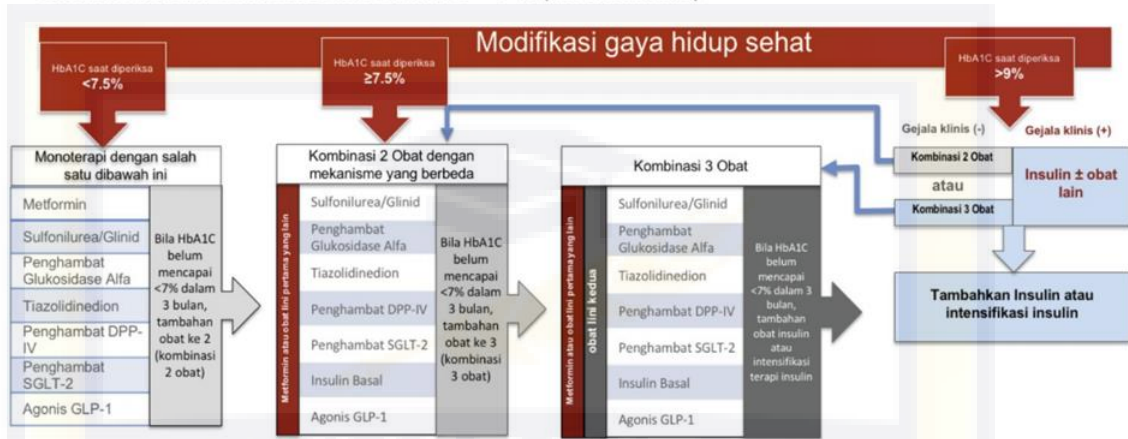 Modifikasi gaya hidup sehat
HbA1C saat diperiksa
<7.5%
HbA1C saat diperiksa
≥7.5%
HbA1C saat diperiksa
>9%
Monoterapi dengan salah
satu dibawah ini
Metformin
Sulfonilurea/Glinid
Penghambat
Glukosidase Alfa
Tiazolidinedion
Penghambat DPP-
IV
Penghambat
SGLT-2
Agonis GLP-1
Bila HbA1C
belum
mencapai
<7% dalam
3 bulan,
tambahan
obat ke 2
(kombinasi
2 obat)
Kombinasi 2 Obat dengan
mekanisme yang berbeda
Metformin atau obat lini pertama yang lain
Sulfonilurea/Glinid
Penghambat
Glukosidase Alfa
Tiazolidinedion
Penghambat DPP-IV
Penghambat SGLT-2
Insulin Basal
Agonis GLP-1
Bila HbA1C
belum
mencapai
<7% dalam
3 bulan,
tambahan
obat ke 3
(kombinasi
3 obat)
Kombinasi 3 Obat
Metformin atau obat lini pertama yang lain
obat lini kedua
Sulfonilurea/Glinid
Penghambat
Glukosidase Alfa
Tiazolidinedion
Penghambat DPP-IV
Penghambat SGLT-2
Insulin Basal
Agonis GLP-1
Bila HbA1C
belum
mencapai
<7% dalam 3
bulan,
tambahan
obat insulin
atau
intensifikasi
terapi insulin
Gejala klinis (-)
Gejala klinis (+)
Kombinasi 2 Obat
atau
Kombinasi 3 Obat
Insulin ± obat
lain
Tambahkan Insulin atau
intensifikasi insulin